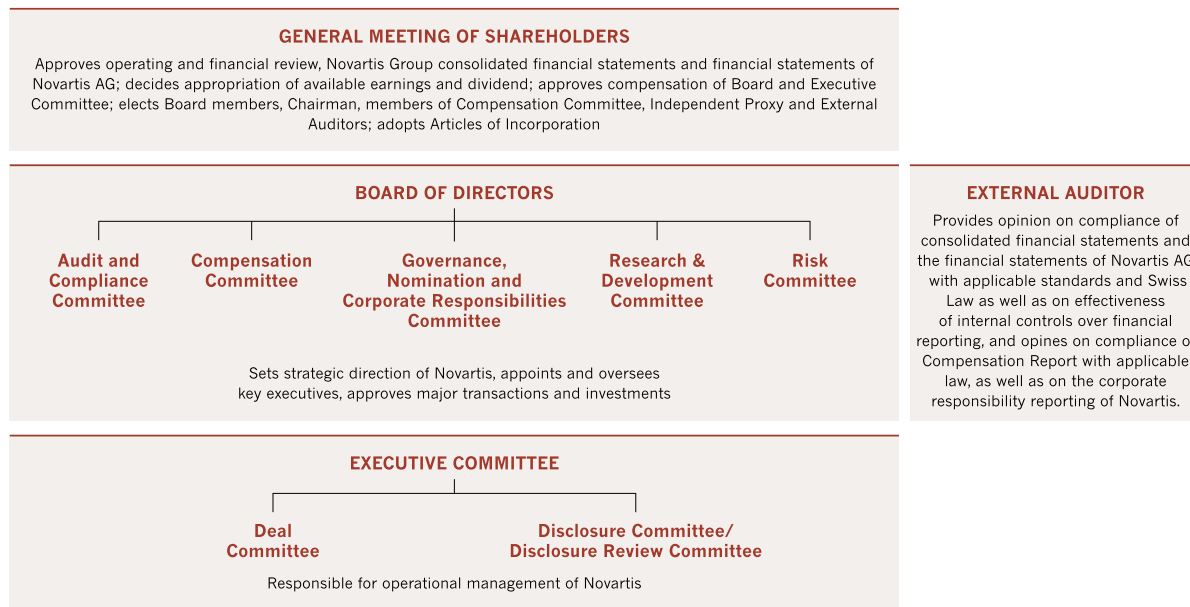 GENERAL MEETING OF SHAREHOLDERS
Approves operating and financial review, Novartis Group consolidated financial statements and financial statements of
Novartis AG; decides appropriation of available earnings and dividend; approves compensation of Board and Executive
Committee; elects Board members, Chairman, members of Compensation Committee, Independent Proxy and External
Auditors; adopts Articles of Incorporation
BOARD OF DIRECTORS
Audit and
Compliance
Committee
Compensation
Committee
Governance,
Nomination and
Corporate Responsibilities
Committee
Research &
Development
Committee
Risk
Committee
Sets strategic direction of Novartis, appoints and oversees
key executives, approves major transactions and investments
EXTERNAL AUDITOR
Provides opinion on compliance of
consolidated financial statements and
the financial statements of Novartis AG
with applicable standards and Swiss
Law as well as on effectiveness
of internal controls over financial
reporting, and opines on compliance o
Compensation Report with applicable
law, as well as on the corporate
responsibility reporting of Novartis.
EXECUTIVE COMMITTEE
Deal
Committee
Disclosure Committee/
Disclosure Review Committee
Responsible for operational management of Novartis